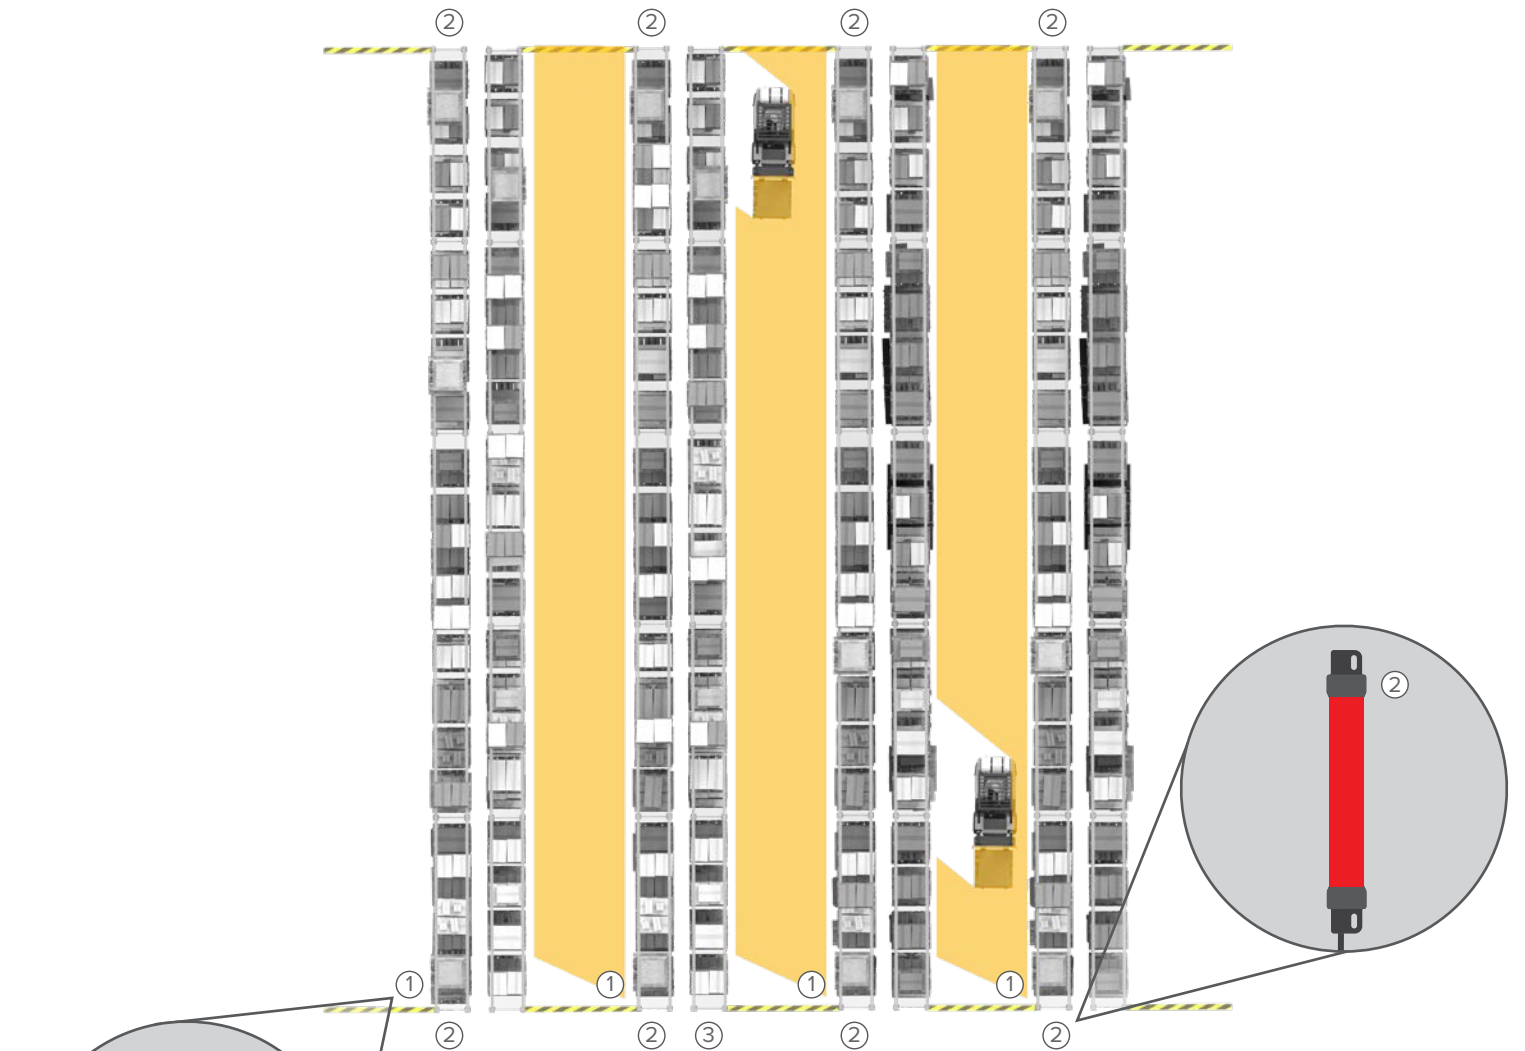 ② ② ② ②
②
① ① ① ①
② ② ③ ② ②